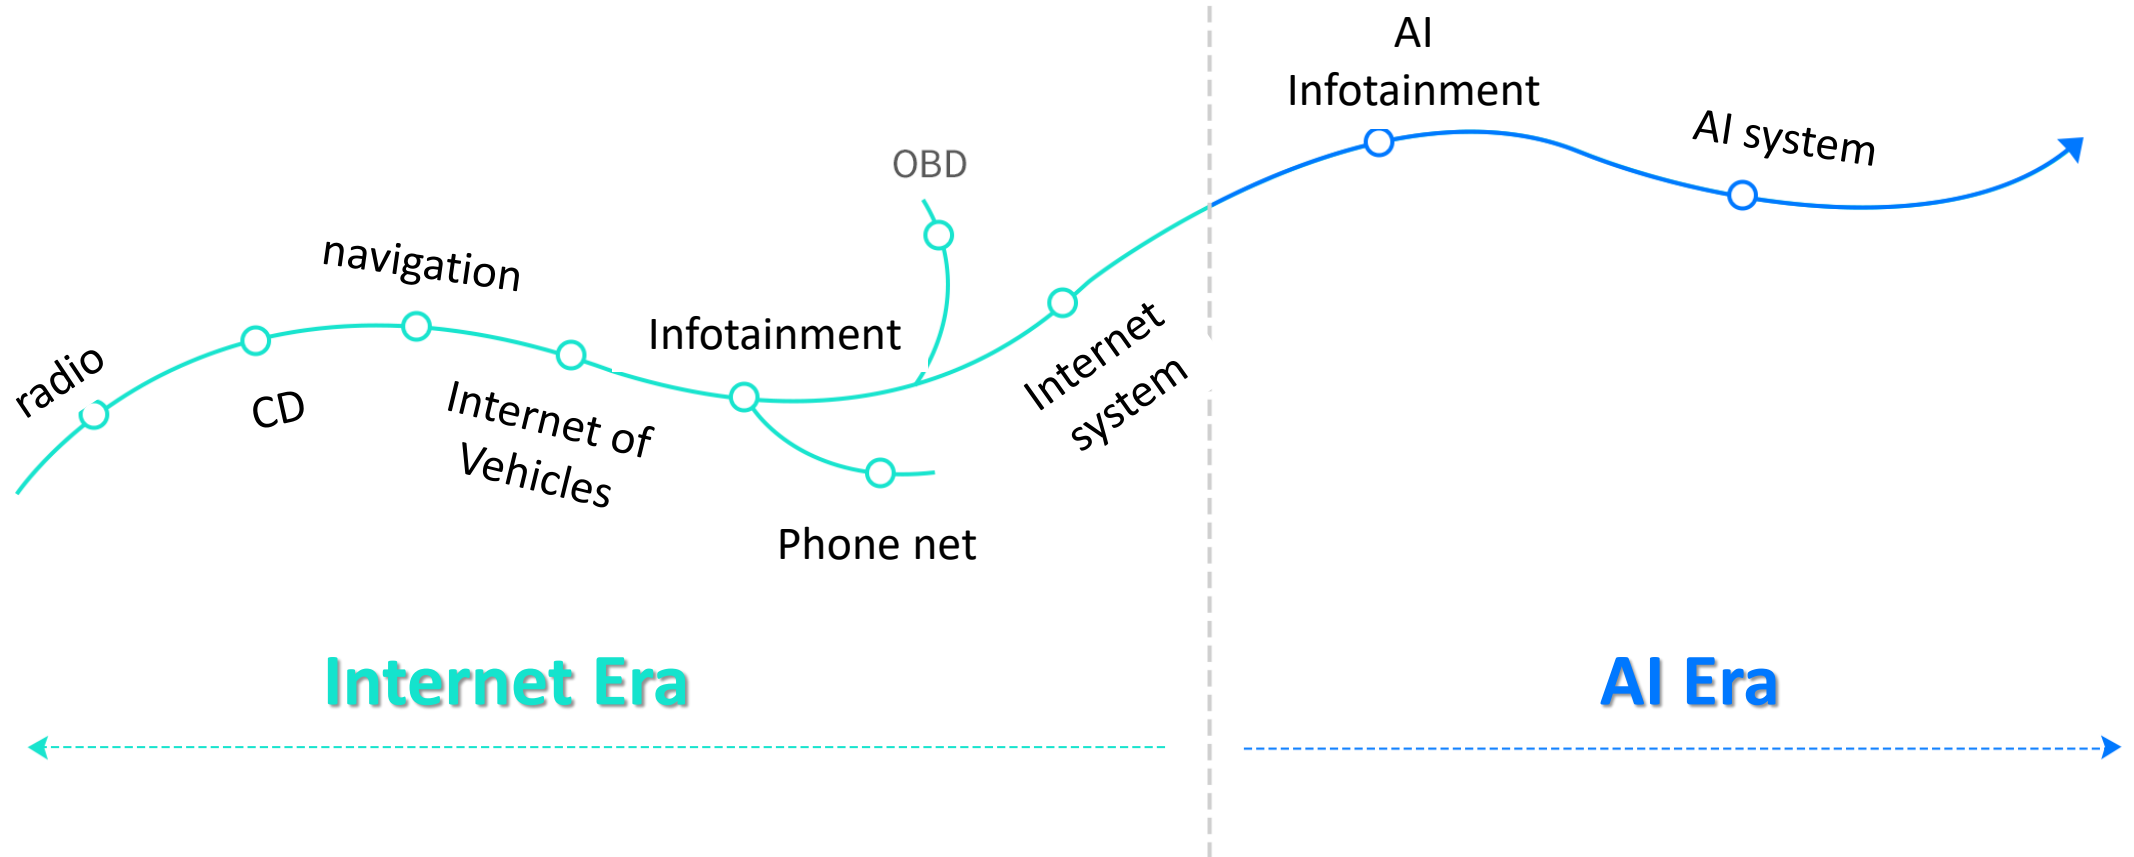 AI
Infotainment
AI system
OBD
navigation
Infotainment
Internet
system
radio
CD
Internet of
Vehicles
Phone net
Internet Era
AI Era